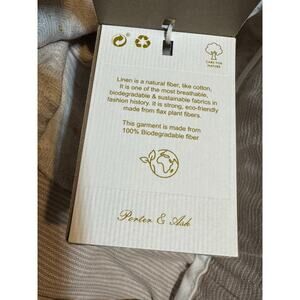 CARE FOR
NATURE
Linen is a natural fiber, like cotton,
It is one of the most breathable,
biodegradable & sustainable fabrics in
fashion history. It is strong, eco-friendly
made from flax plant fibers.
This garment is made from
100% Biodegradable fiber
Porter & Ash